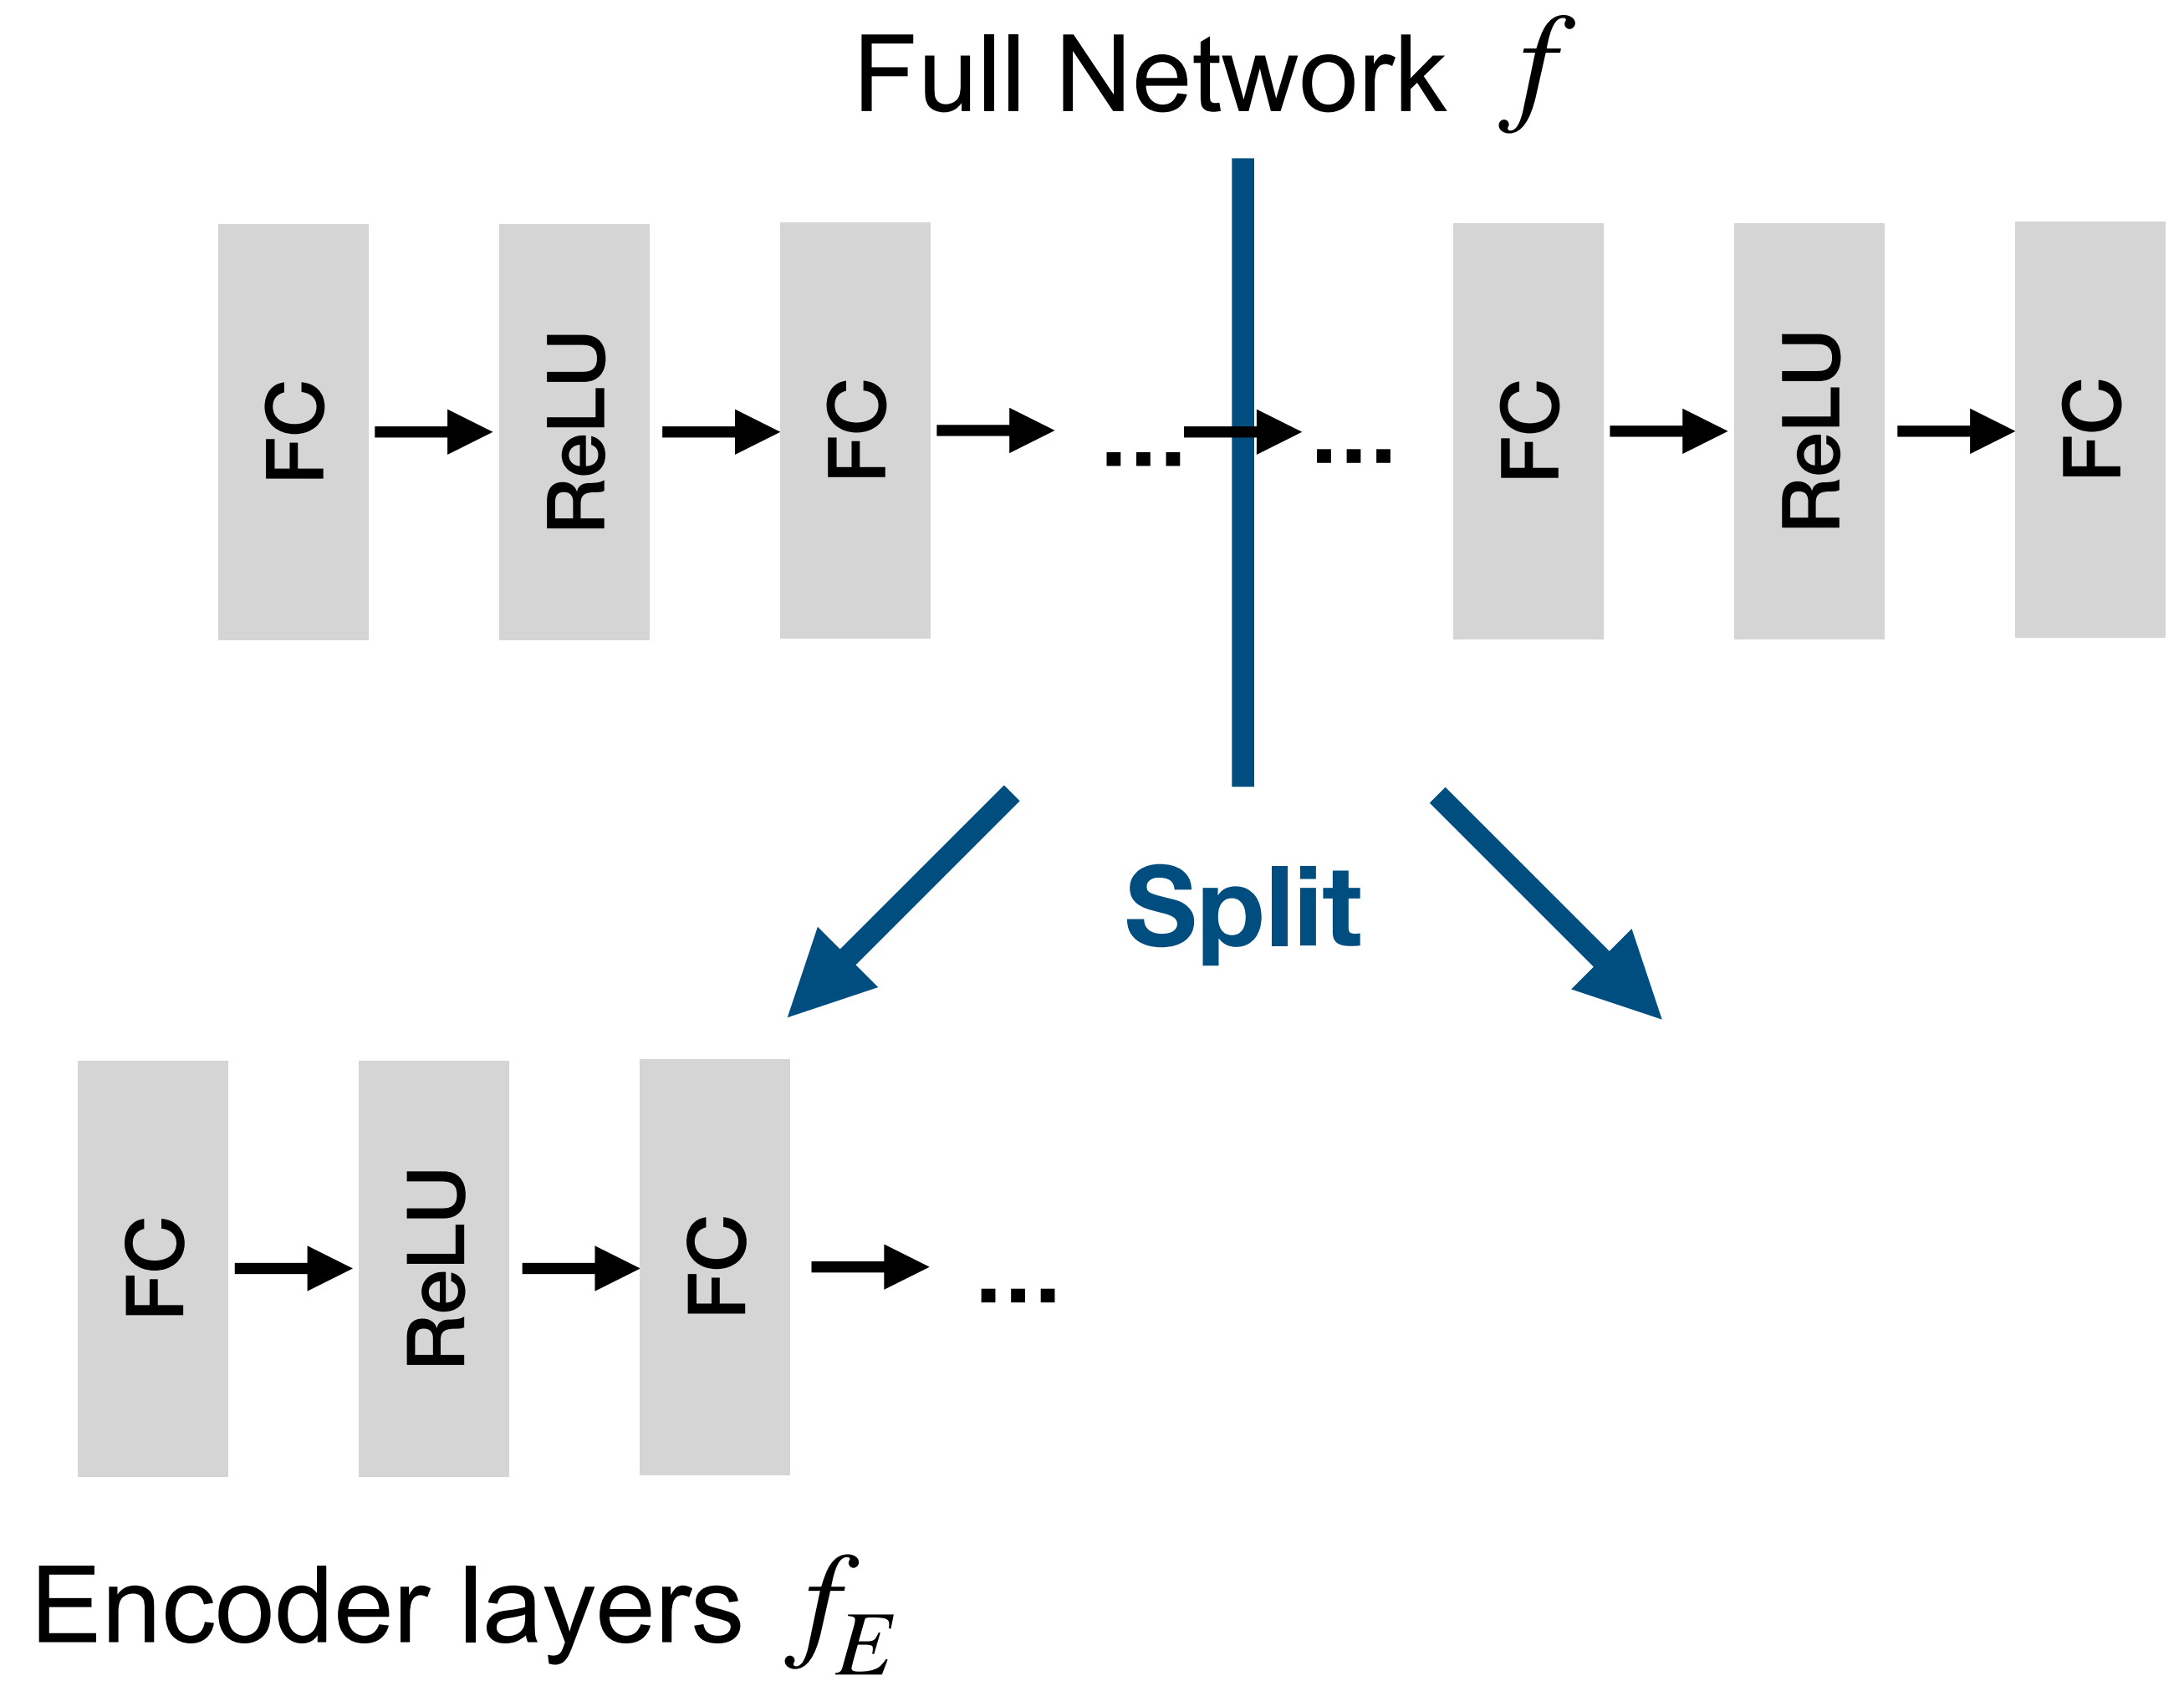 Full Network f
FC
ReLU
FC
...
...
FC
ReLU
FC
Split
FC
ReLU
FC
...
Encoder layers f_E